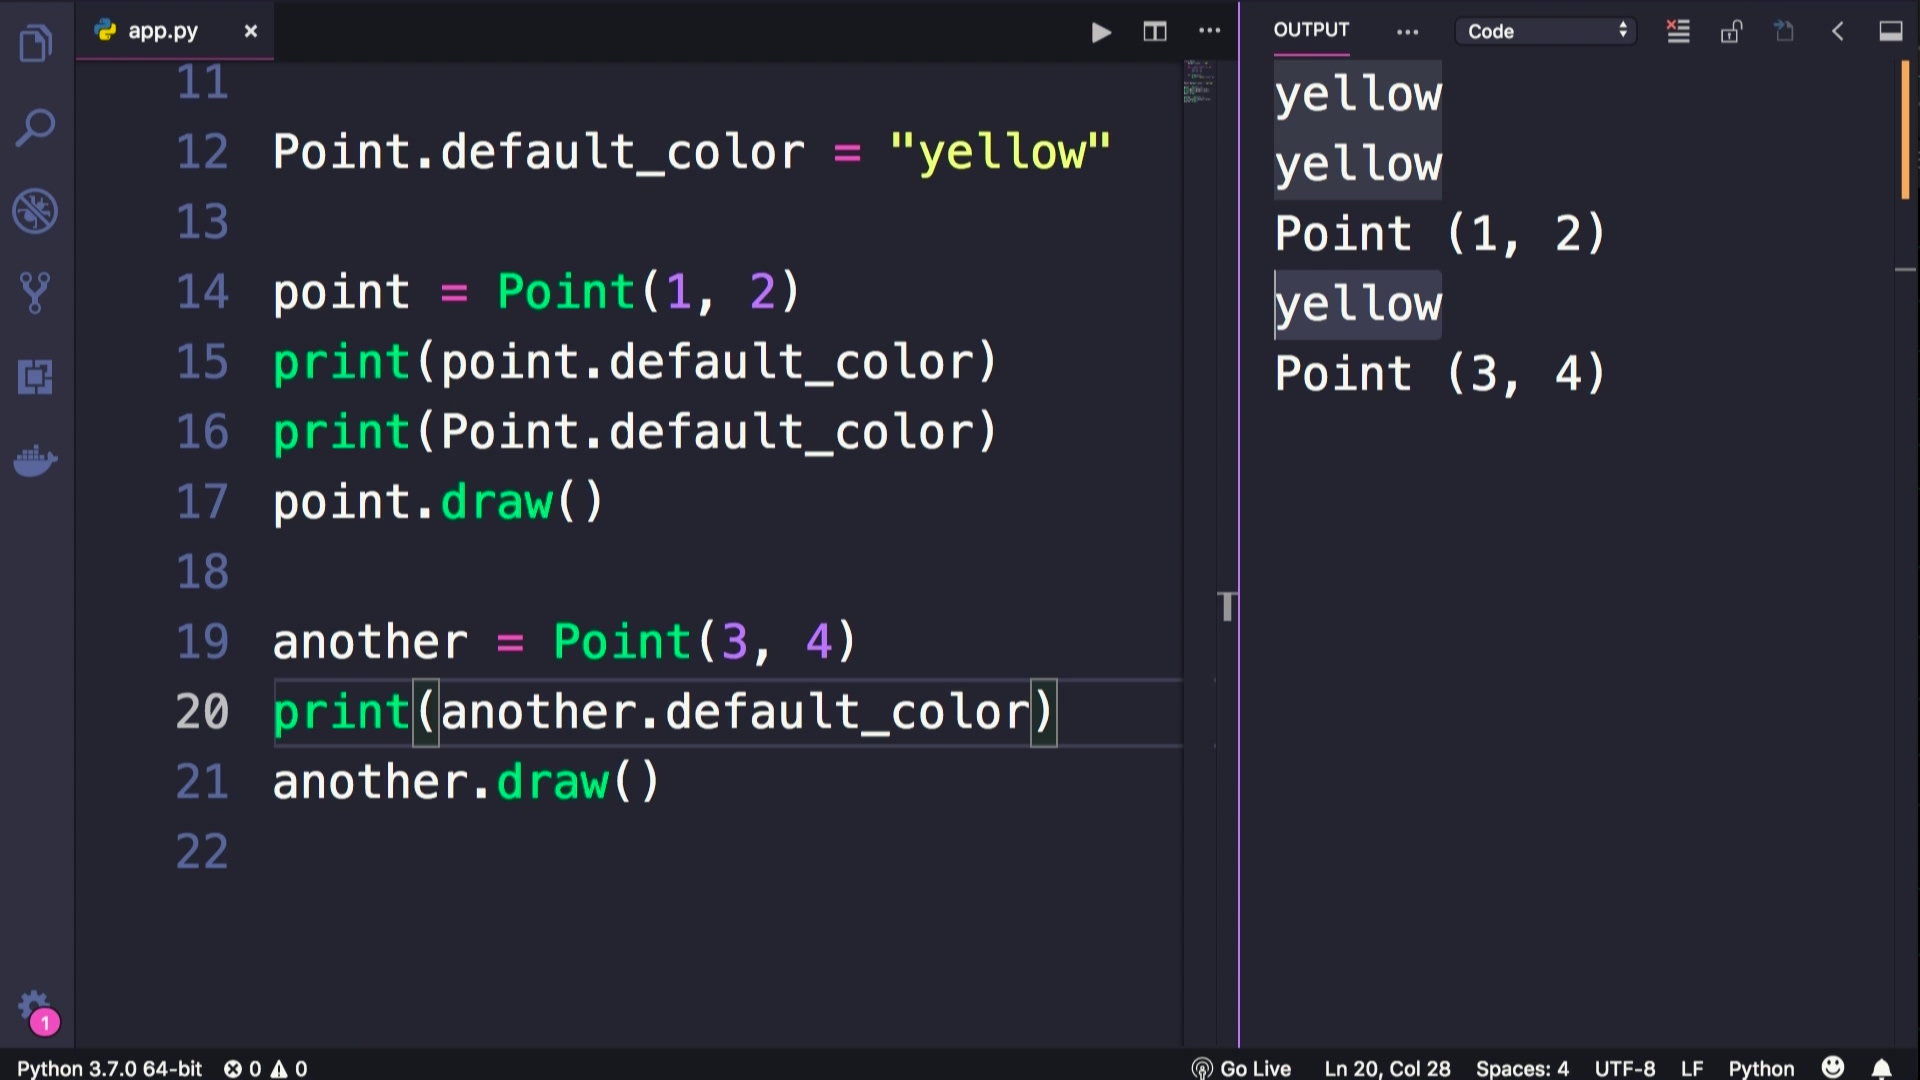 app.py ×
11
12 Point.default_color = "yellow"
13
14 point = Point(1, 2)
15 print(point.default_color)
16 print(Point.default_color)
17 point.draw()
18
19 another = Point(3, 4)
20 print(another.default_color)
21 another.draw()
22
OUTPUT ... Code
yellow
yellow
Point (1, 2)
yellow
Point (3, 4)
1
Python 3.7.0 64-bit 0 0 Go Live Ln 20, Col 28 Spaces: 4 UTF-8 LF Python